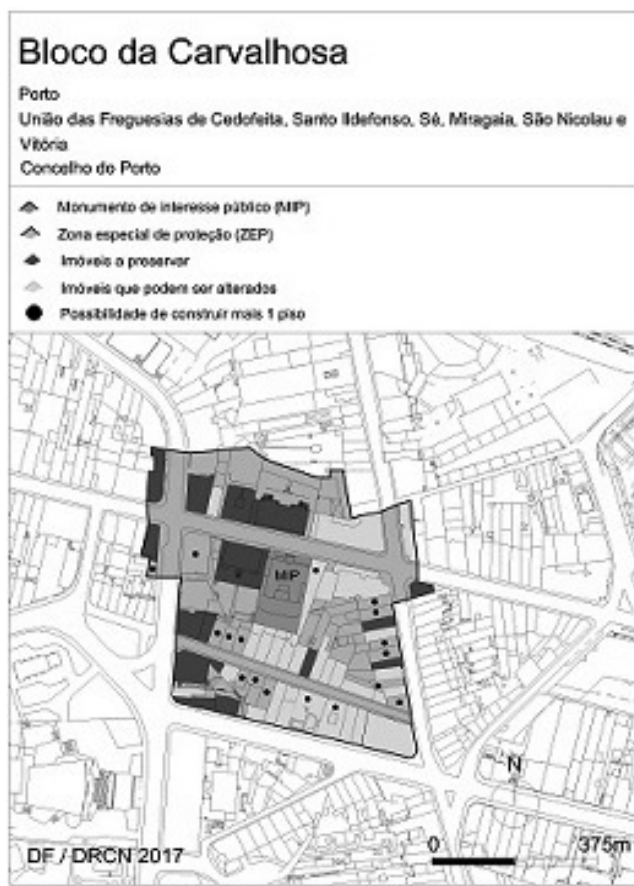 Bloco da Carvalhosa
Porto
União das Freguesias de Cedofeita, Santo Ildefonso, Sé, Miragaia, São Nicolau e
Vitória
Concelho do Porto
Monumento de interesse público (MIP)
Zona especial de proteção (ZEP)
Imóveis a preservar
Imóveis que podem ser alterados
Possibilidade de construir mais 1 piso
MIP
N
DF / DRCN 2017
0 375m